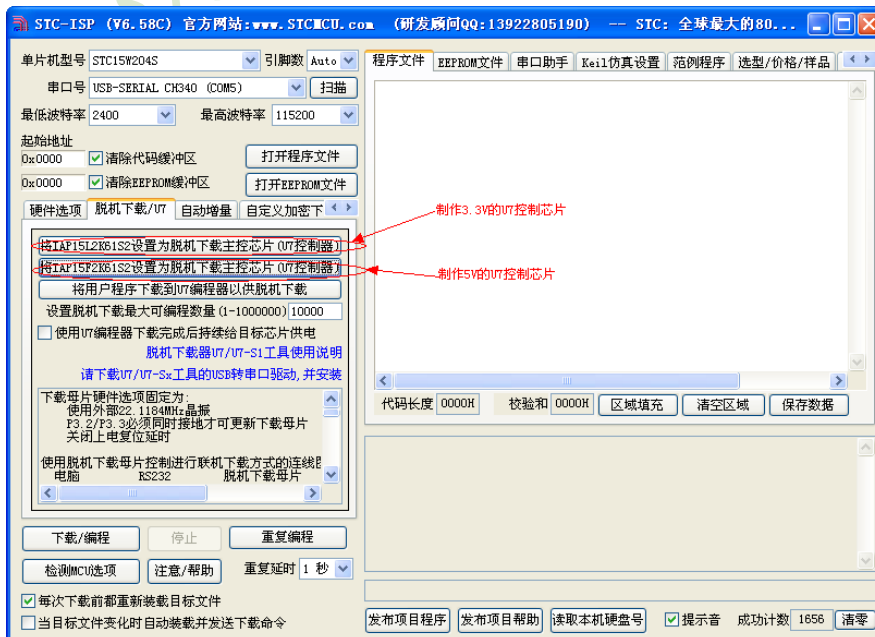 STC-ISP (V6.58C) 官方网站:www.STCMCU.com (研发顾问QQ:13922805190) -- STC: 全球最大的80...
单片机型号 STC15W204S 引脚数 Auto
串口号 USB-SERIAL CH340 (COM5) 扫描
最低波特率 2400 最高波特率 115200
起始地址
0x0000 清除代码缓冲区 打开程序文件
0x0000 清除EEPROM缓冲区 打开EEPROM文件
硬件选项 脱机下载/U7 自动增量 自定义加密下
将IAP15L2K61S2设置为脱机下载主控芯片(U7控制器)
将IAP15F2K61S2设置为脱机下载主控芯片(U7控制器)
将用户程序下载到U7编程器以供脱机下载
设置脱机下载最大可编程数量(1-1000000) 10000
使用U7编程器下载完成后持续给目标芯片供电
脱机下载器U7/U7-S1工具使用说明
请下载U7/U7-Sx工具的USB转串口驱动,并安装
下载母片硬件选项固定为:
使用外部22.1184MHz晶振
P3.2/P3.3必须同时接地才可更新下载母片
关闭上电复位延时
使用脱机下载母片控制进行联机下载方式的连线
电脑 RS232 脱机下载母片
下载/编程 停止 重复编程
检测MCU选项 注意/帮助 重复延时 1 秒
每次下载前都重新装载目标文件
当目标文件变化时自动装载并发送下载命令
程序文件 EEPROM文件 串口助手 Keil仿真设置 范例程序 选型/价格/样品
制作3.3V的U7控制芯片
制作5V的U7控制芯片
代码长度 0000H 校验和 0000H 区域填充 清空区域 保存数据
发布项目程序 发布项目帮助 读取本机硬盘号 提示音 成功计数 1656 清零